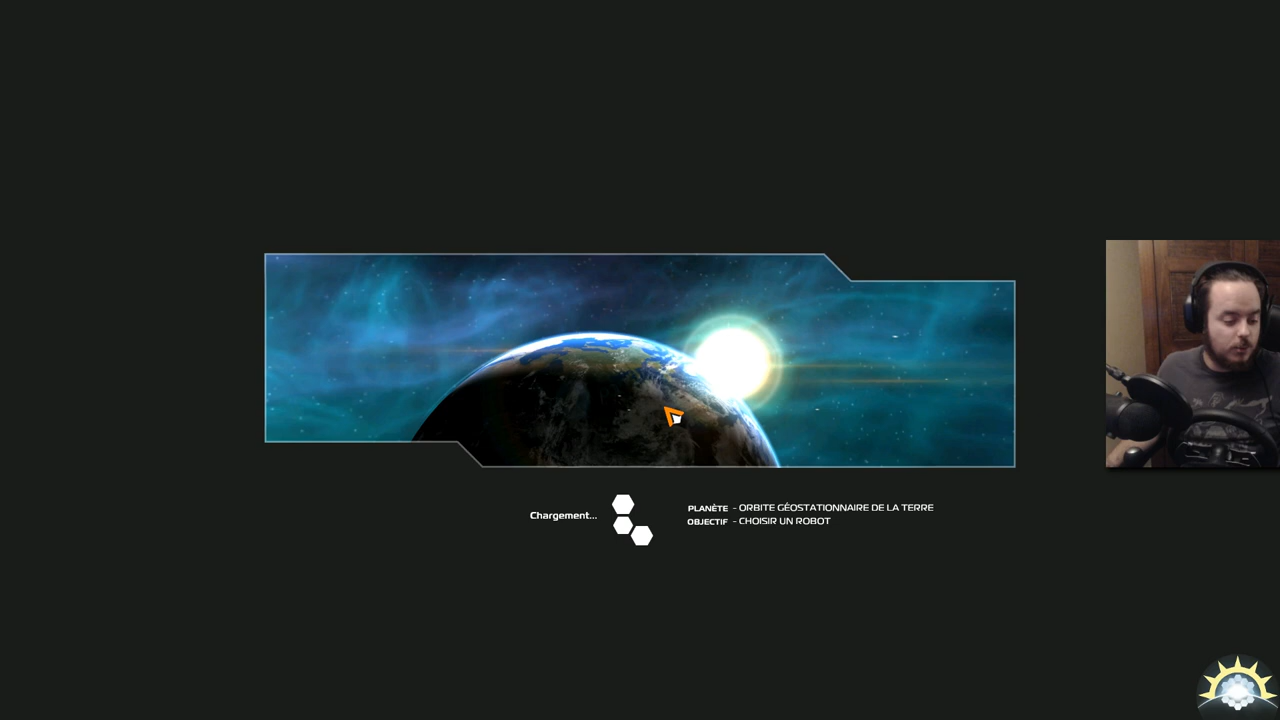 Chargement...
PLANÈTE - ORBITE GÉOSTATIONNAIRE DE LA TERRE
OBJECTIF - CHOISIR UN ROBOT